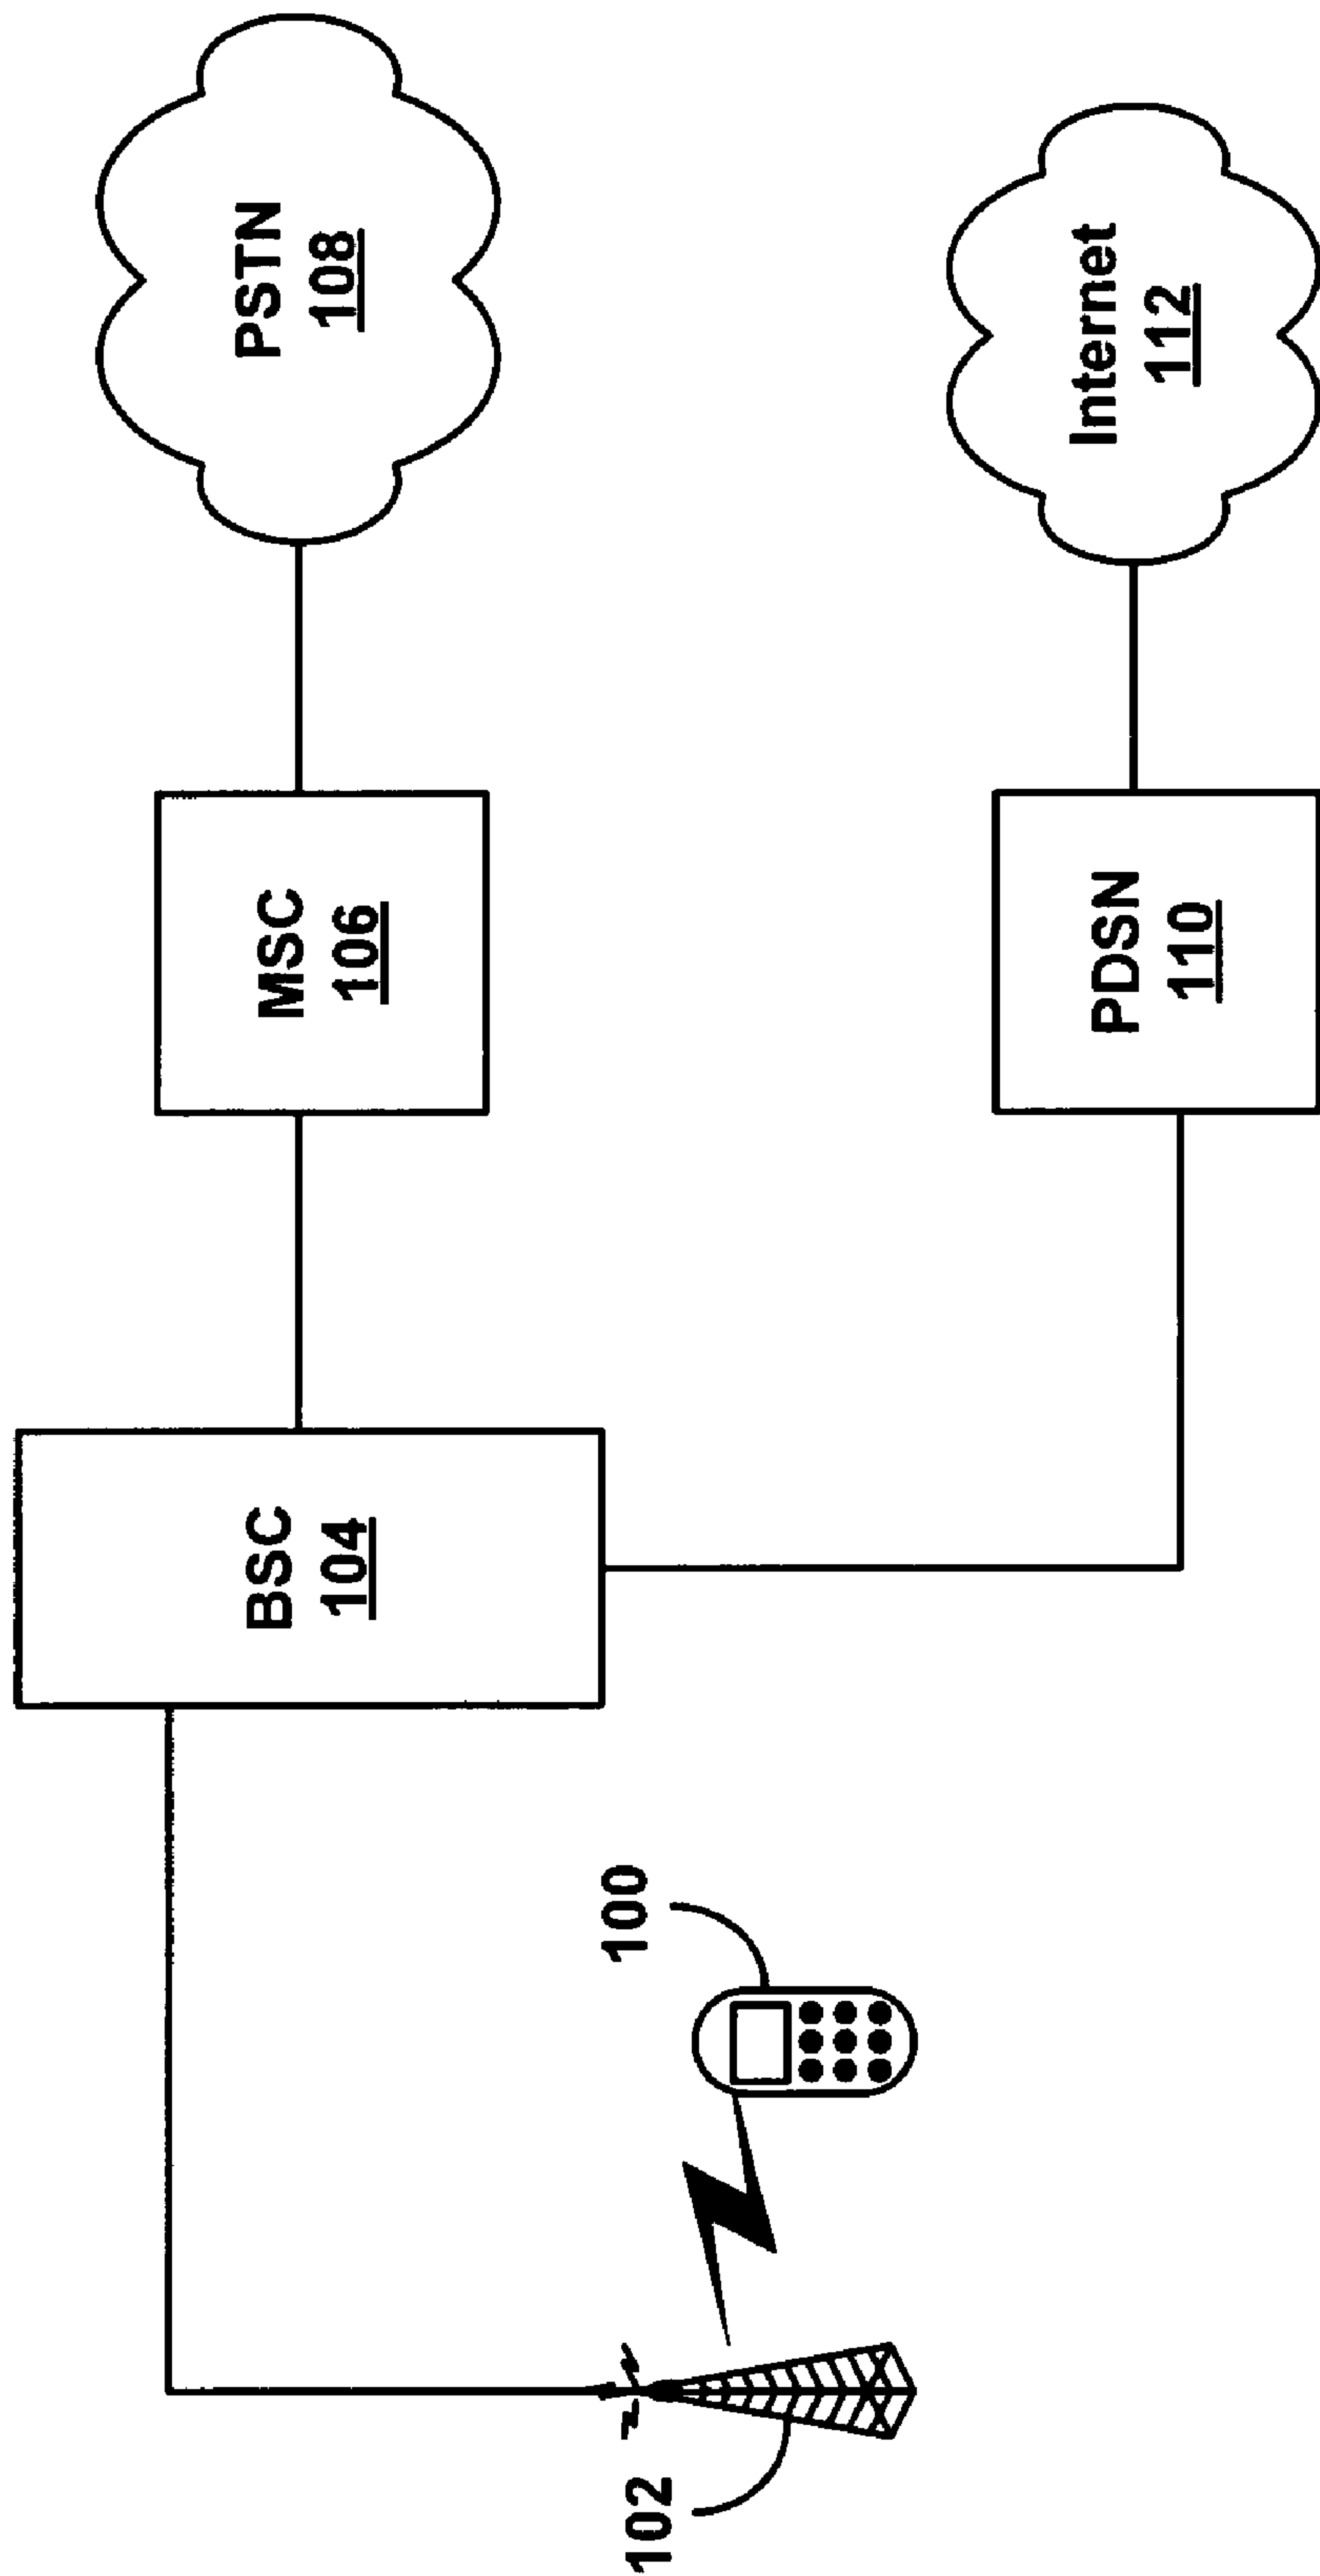 BSC
104
MSC
106
PSTN
108
100
102
PDSN
110
Internet
112